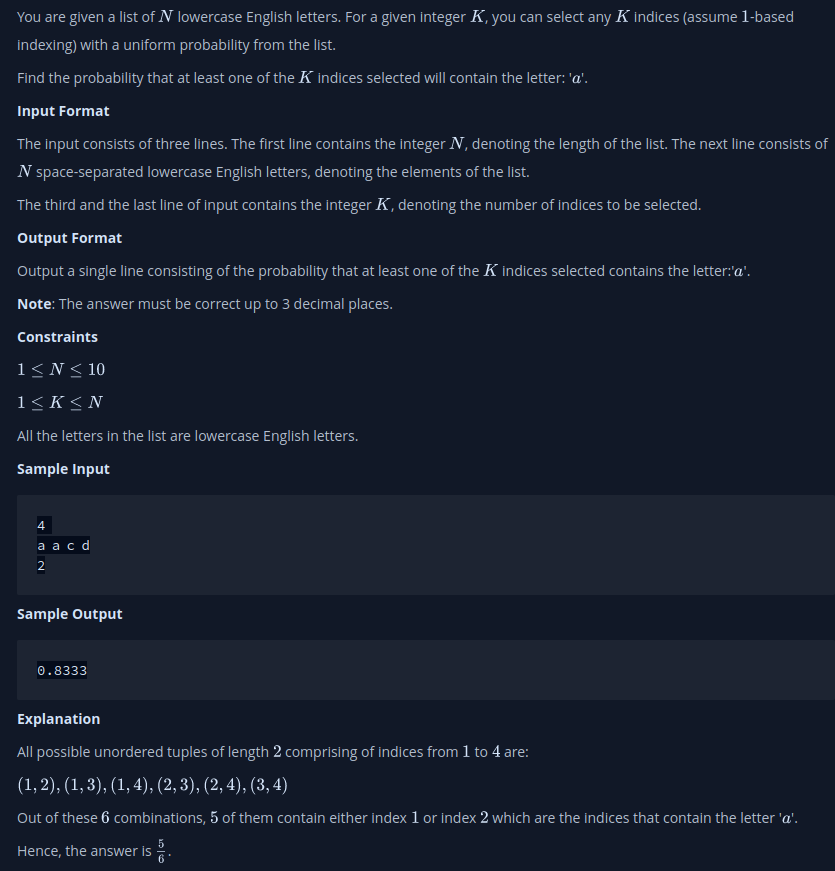 You are given a list of N lowercase English letters. For a given integer K, you can select any K indices (assume 1-based
indexing) with a uniform probability from the list.
Find the probability that at least one of the K indices selected will contain the letter: 'a'.
Input Format
The input consists of three lines. The first line contains the integer N, denoting the length of the list. The next line consists of
N space-separated lowercase English letters, denoting the elements of the list.
The third and the last line of input contains the integer K, denoting the number of indices to be selected.
Output Format
Output a single line consisting of the probability that at least one of the K indices selected contains the letter:'a'.
Note: The answer must be correct up to 3 decimal places.
Constraints
1 ≤ N ≤ 10
1 ≤ K ≤ N
All the letters in the list are lowercase English letters.
Sample Input
4
a a c d
2
Sample Output
0.8333
Explanation
All possible unordered tuples of length 2 comprising of indices from 1 to 4 are:
(1, 2), (1, 3), (1, 4), (2, 3), (2, 4), (3, 4)
Out of these 6 combinations, 5 of them contain either index 1 or index 2 which are the indices that contain the letter 'a'.
Hence, the answer is 5/6.